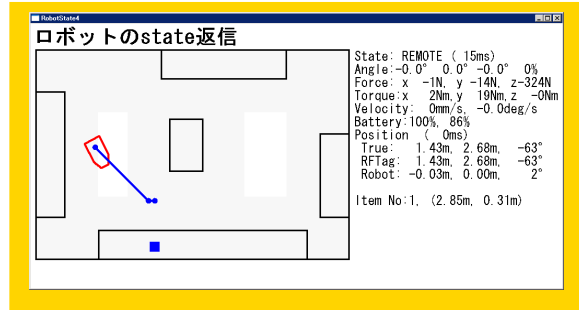 RobotState4
ロボットのstate返信
State: REMOTE ( 15ms)
Angle:-0.0° 0.0° -0.0° 0%
Force: x -1N, y -14N, z-324N
Torque:x 2Nm,y 19Nm,z -0Nm
Velocity: 0mm/s, -0.0deg/s
Battery:100%, 86%
Position ( 0ms)
True: 1.43m, 2.68m, -63°
RFTag: 1.43m, 2.68m, -63°
Robot: -0.03m, 0.00m, 2°
Item No:1, (2.85m, 0.31m)